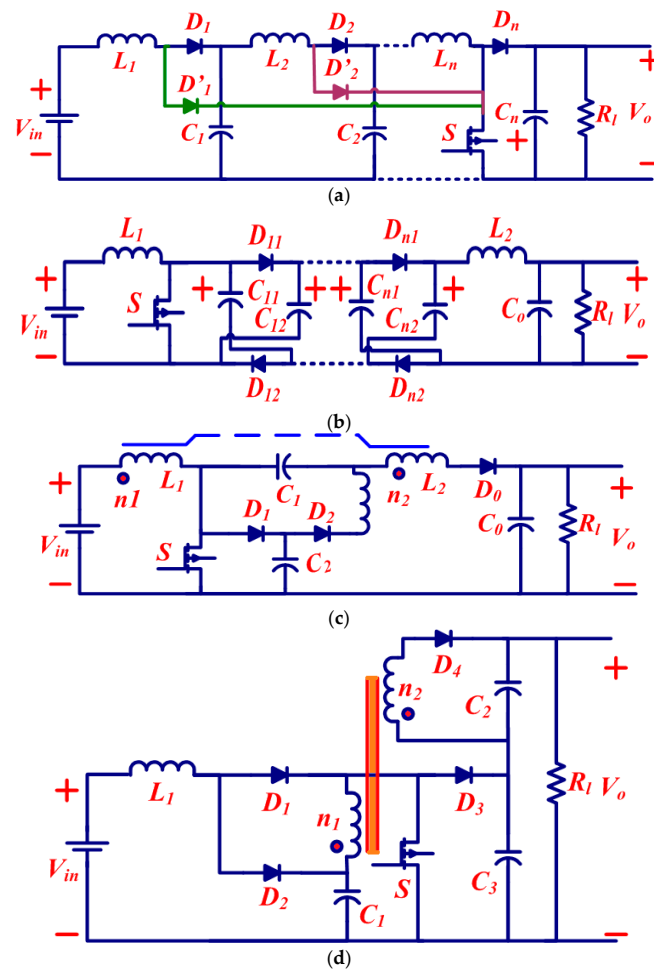 D1 D2 Dn
L1 L2 Ln
D'1 D'2
+ Vin − C1 C2 S + Cn Rl + Vo −
(a)
L1 D11 Dn1 L2
+ Vin − S + C11 C12 + + Cn1 Cn2 + Co Rl + Vo −
D12 Dn2
(b)
n1 L1 C1 n2 L2 D0
+ Vin − S D1 D2 C2 C0 Rl + Vo −
(c)
D4
n2 C2 +
L1 D1 D3 Rl Vo
+ Vin − n1 D2 C1 S C3 −
(d)